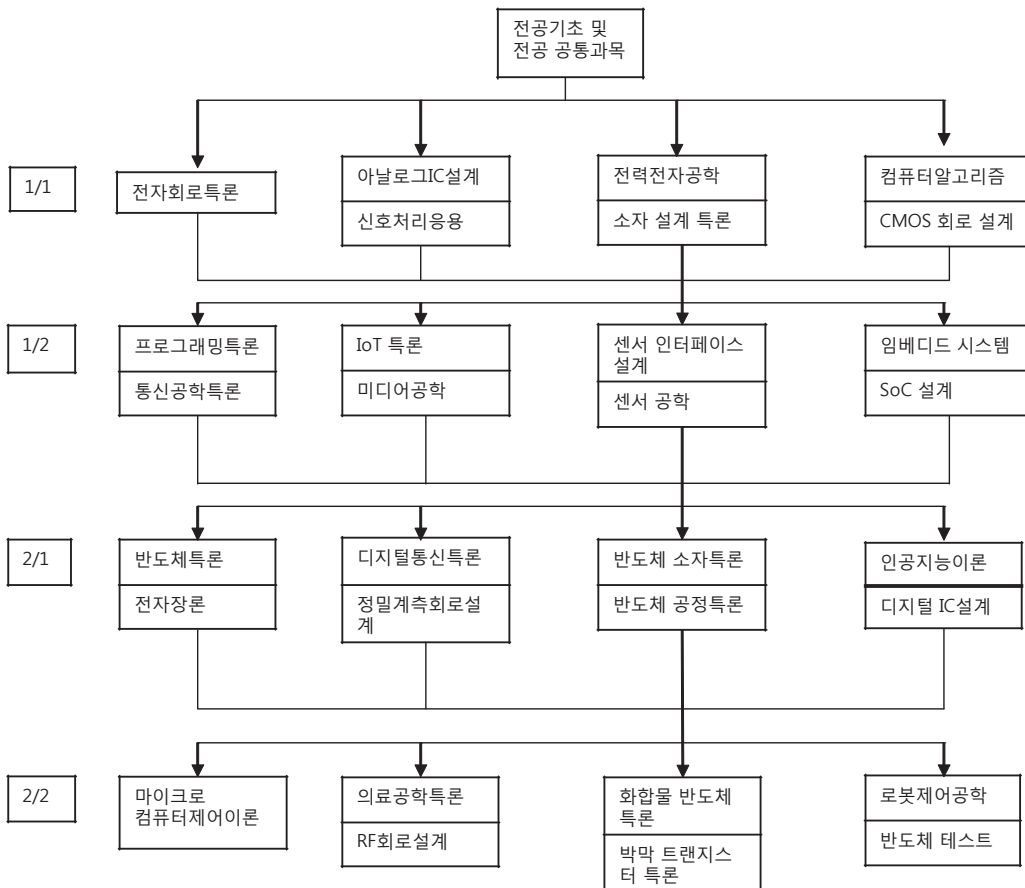 전공기초 및
전공 공통과목
1/1
전자회로특론
아날로그IC설계
신호처리응용
전력전자공학
소자 설계 특론
컴퓨터알고리즘
CMOS 회로 설계
1/2
프로그래밍특론
통신공학특론
IoT 특론
미디어공학
센서 인터페이스
설계
센서 공학
임베디드 시스템
SoC 설계
2/1
반도체특론
전자장론
디지털통신특론
정밀계측회로설
계
반도체 소자특론
반도체 공정특론
인공지능이론
디지털 IC설계
2/2
마이크로
컴퓨터제어이론
의료공학특론
RF회로설계
화합물 반도체
특론
박막 트랜지스
터 특론
로봇제어공학
반도체 테스트